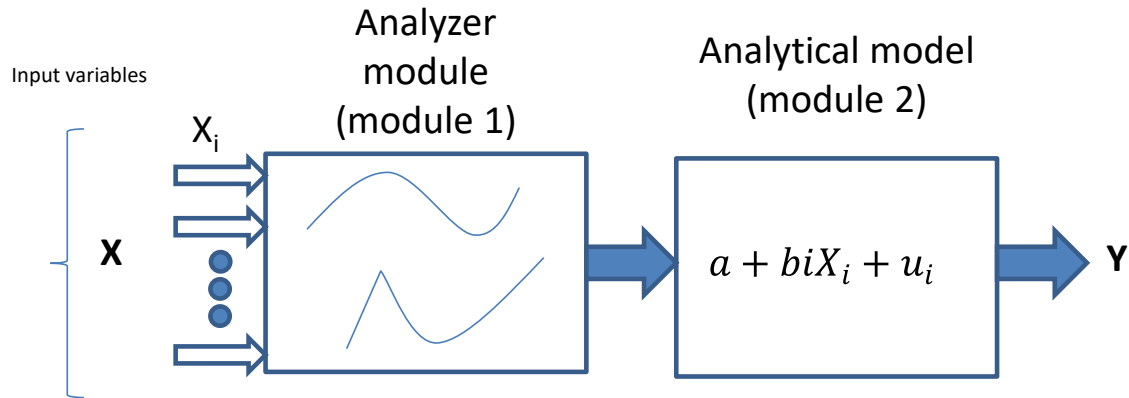 Input variables
X
Xi
Analyzer
module
(module 1)
Analytical model
(module 2)
a + biXi + ui
Y